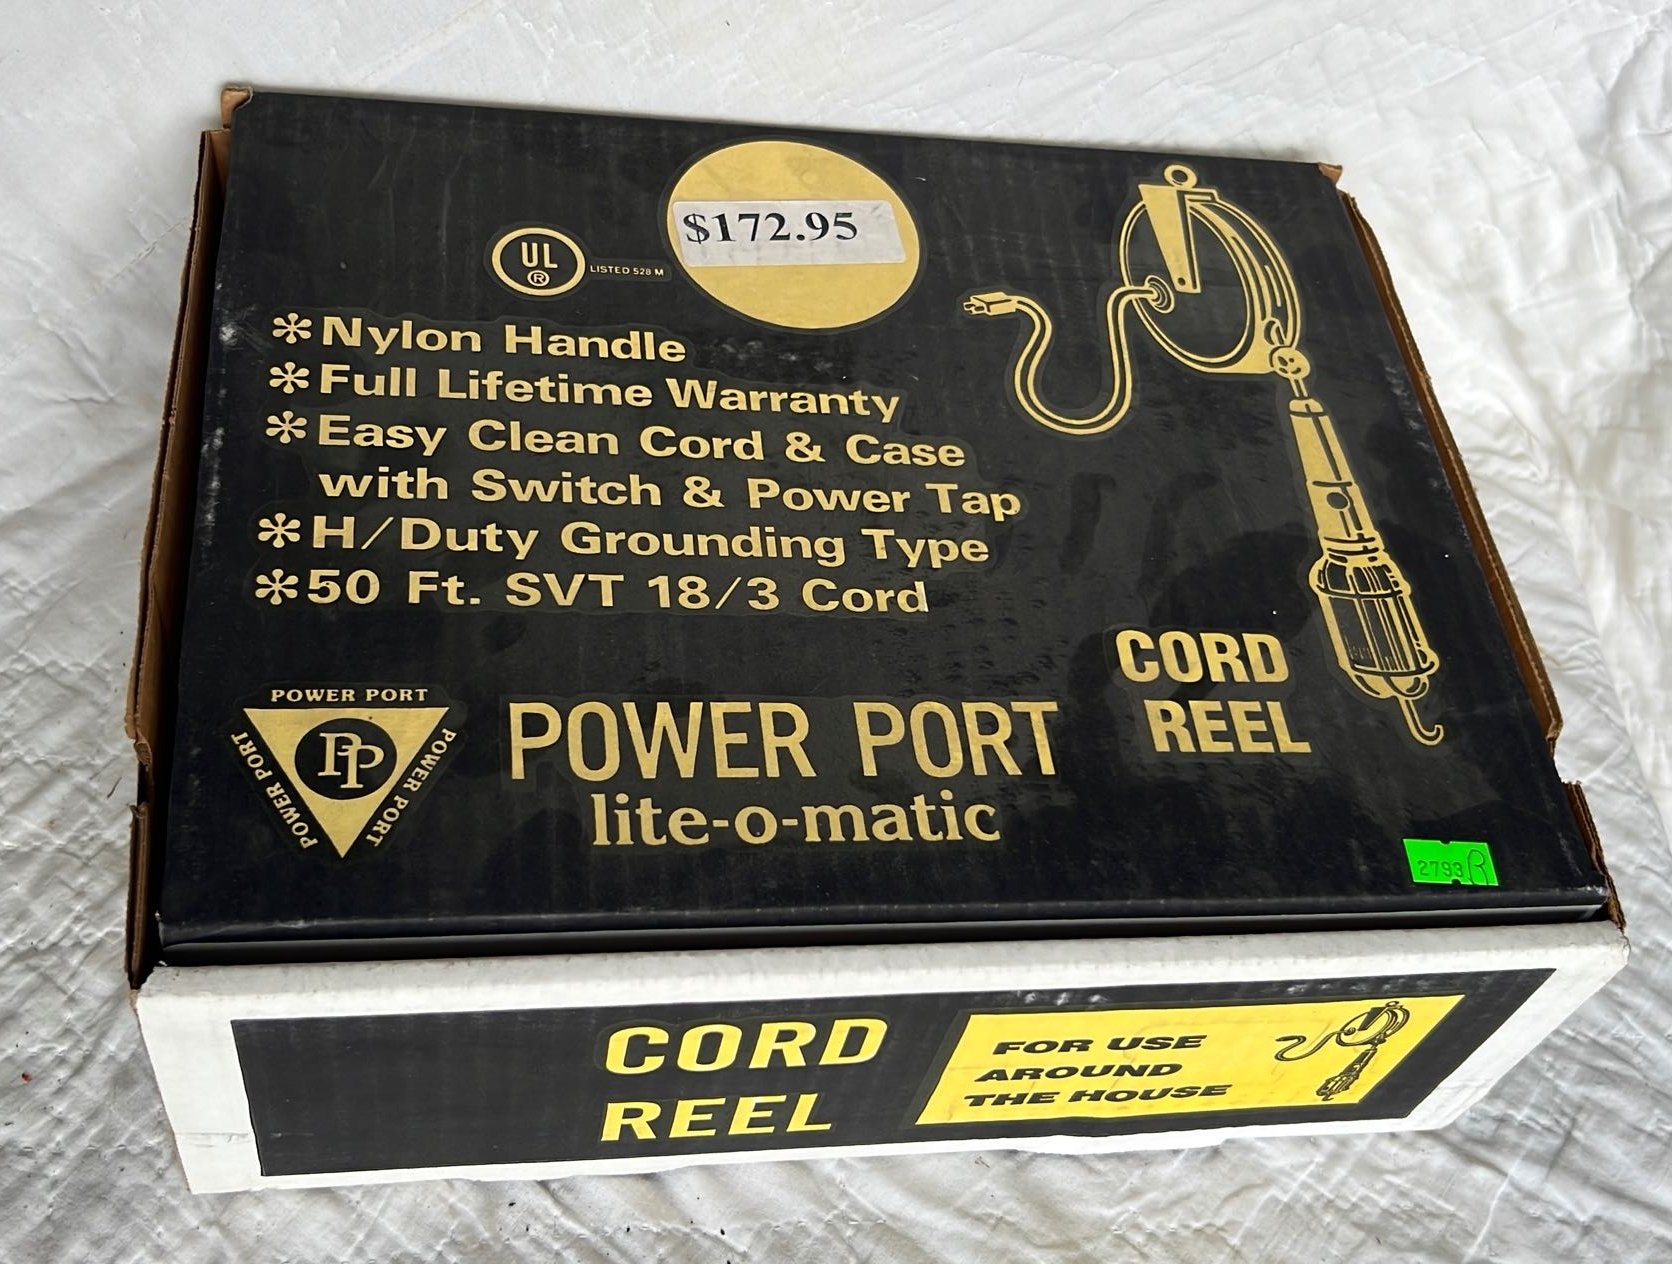 $172.95
UL
®
LISTED 528 M
*Nylon Handle
*Full Lifetime Warranty
*Easy Clean Cord & Case
with Switch & Power Tap
*H/Duty Grounding Type
*50 Ft. SVT 18/3 Cord
CORD
REEL
POWER PORT
POWER PORT
POWER PORT
PP
POWER PORT
lite-o-matic
2793 B
CORD
REEL
FOR USE
AROUND
THE HOUSE